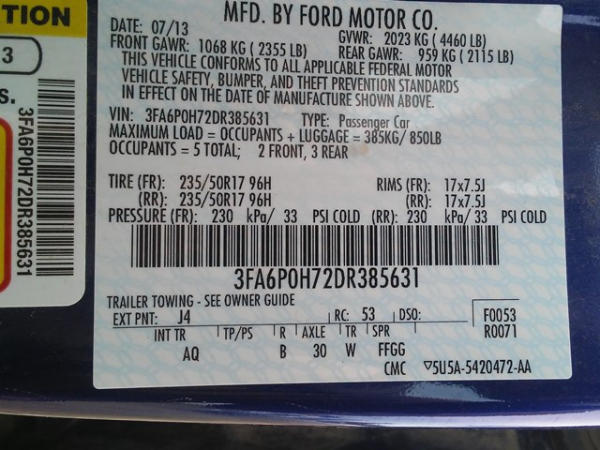 TION
3
S.
3FA6P0H72DR385631
MFD. BY FORD MOTOR CO.
DATE: 07/13 GVWR: 2023 KG ( 4460 LB)
FRONT GAWR: 1068 KG ( 2355 LB) REAR GAWR: 959 KG ( 2115 LB)
THIS VEHICLE CONFORMS TO ALL APPLICABLE FEDERAL MOTOR
VEHICLE SAFETY, BUMPER, AND THEFT PREVENTION STANDARDS
IN EFFECT ON THE DATE OF MANUFACTURE SHOWN ABOVE.
VIN: 3FA6P0H72DR385631 TYPE: Passenger Car
MAXIMUM LOAD = OCCUPANTS + LUGGAGE = 385KG/ 850LB
OCCUPANTS = 5 TOTAL; 2 FRONT, 3 REAR
TIRE (FR): 235/50R17 96H RIMS (FR): 17x7.5J
(RR): 235/50R17 96H (RR): 17x7.5J
PRESSURE (FR): 230 kPa/ 33 PSI COLD (RR): 230 kPa/ 33 PSI COLD
3FA6P0H72DR385631
TRAILER TOWING - SEE OWNER GUIDE
EXT PNT: J4 RC: 53 DSO: F0053
INT TR TP/PS R AXLE TR SPR R0071
AQ B 30 W FFGG
CMC ▽5U5A-5420472-AA